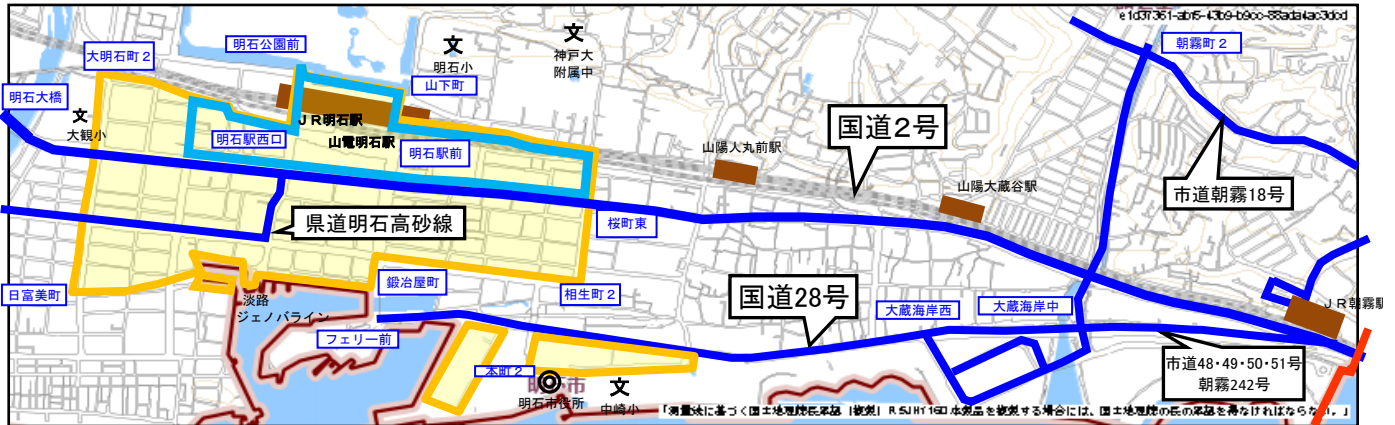 大明石町2
明石公園前
文
明石小
文
神戸大
附属中
朝霧町2
山下町
明石大橋
文
大観小
JR明石駅
明石駅西口
山電明石駅
明石駅前
国道2号
山陽人丸前駅
山陽大蔵谷駅
市道朝霧18号
県道明石高砂線
桜町東
日富美町
鍛冶屋町
相生町2
国道28号
大蔵海岸西
大蔵海岸中
淡路
ジェノバライン
JR朝霧駅
フェリー前
市道48・49・50・51号
朝霧242号
本町2
明石市役所
文
中崎小